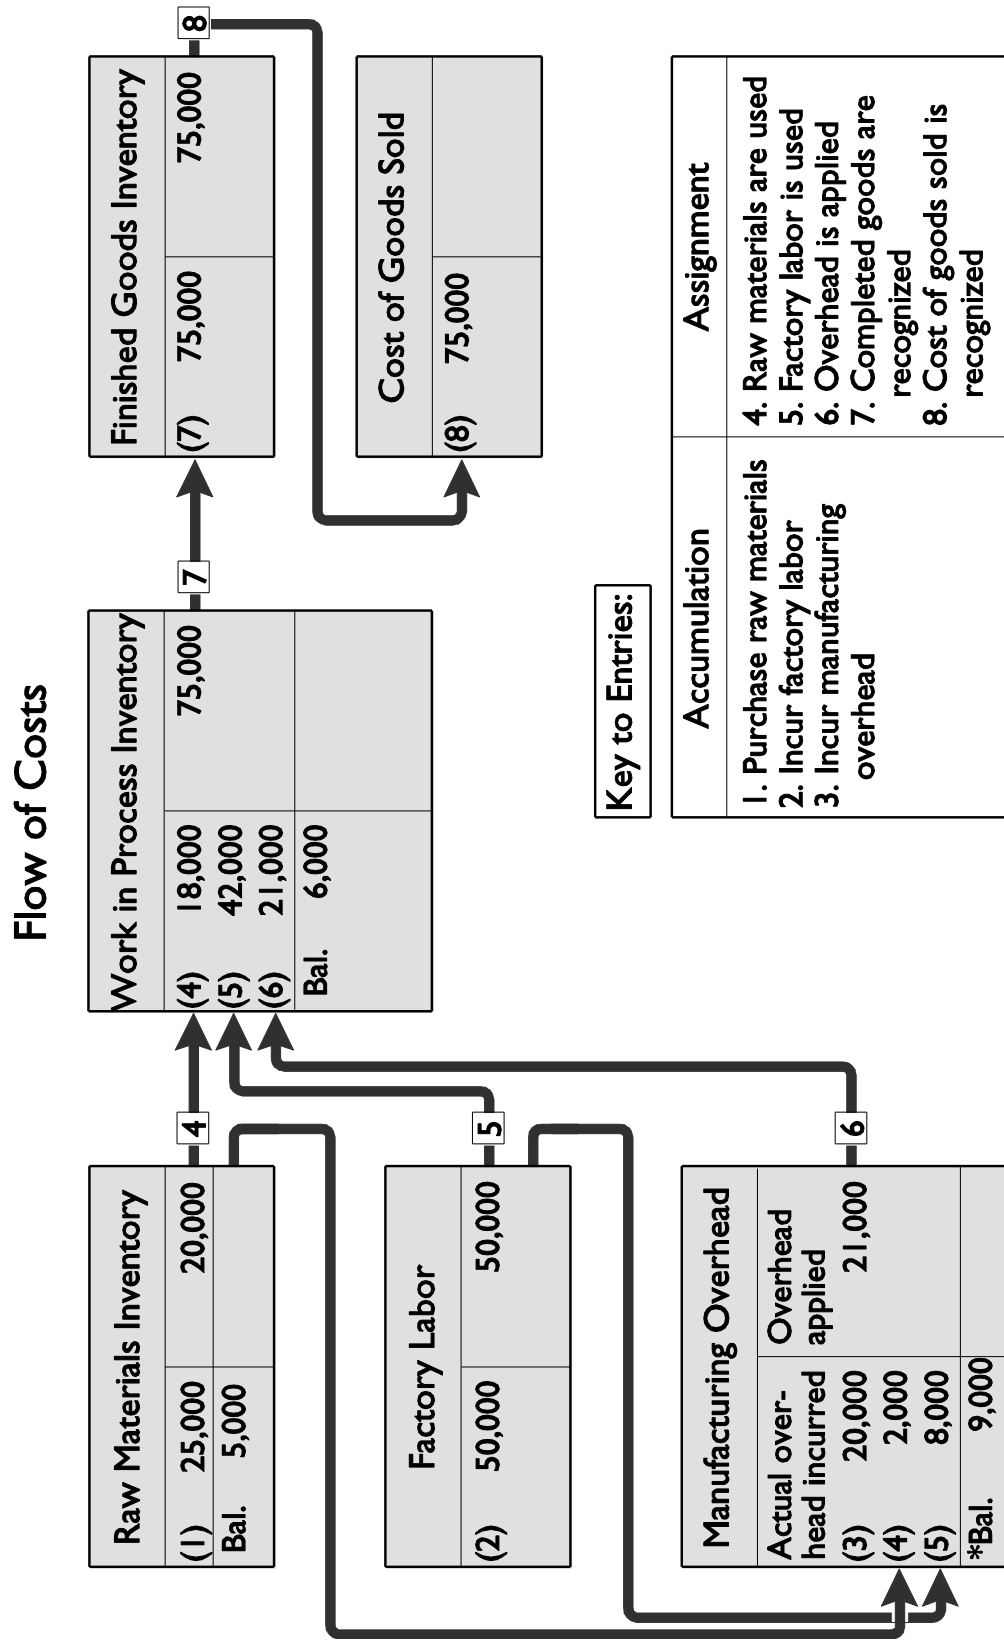 Flow of Costs
Raw Materials Inventory
(1) 25,000 20,000
Bal. 5,000
4
Factory Labor
(2) 50,000 50,000
5
Manufacturing Overhead
Actual over-
head incurred
Overhead
applied
(3) 20,000 21,000
(4) 2,000
(5) 8,000
*Bal. 9,000
6
Work in Process Inventory
(4) 18,000 75,000
(5) 42,000
(6) 21,000
Bal. 6,000
7
Finished Goods Inventory
(7) 75,000 75,000
8
Cost of Goods Sold
(8) 75,000
Key to Entries:
Accumulation
1. Purchase raw materials
2. Incur factory labor
3. Incur manufacturing
overhead
Assignment
4. Raw materials are used
5. Factory labor is used
6. Overhead is applied
7. Completed goods are
recognized
8. Cost of goods sold is
recognized